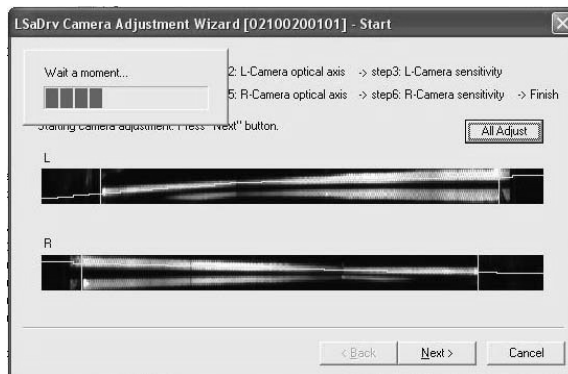 LSaDrv Camera Adjustment Wizard [02100200101] - Start
Wait a moment...
2: L-Camera optical axis -> step3: L-Camera sensitivity
5: R-Camera optical axis -> step6: R-Camera sensitivity -> Finish
Starting camera adjustment. Press "Next" button.
All Adjust
L
R
< Back Next > Cancel